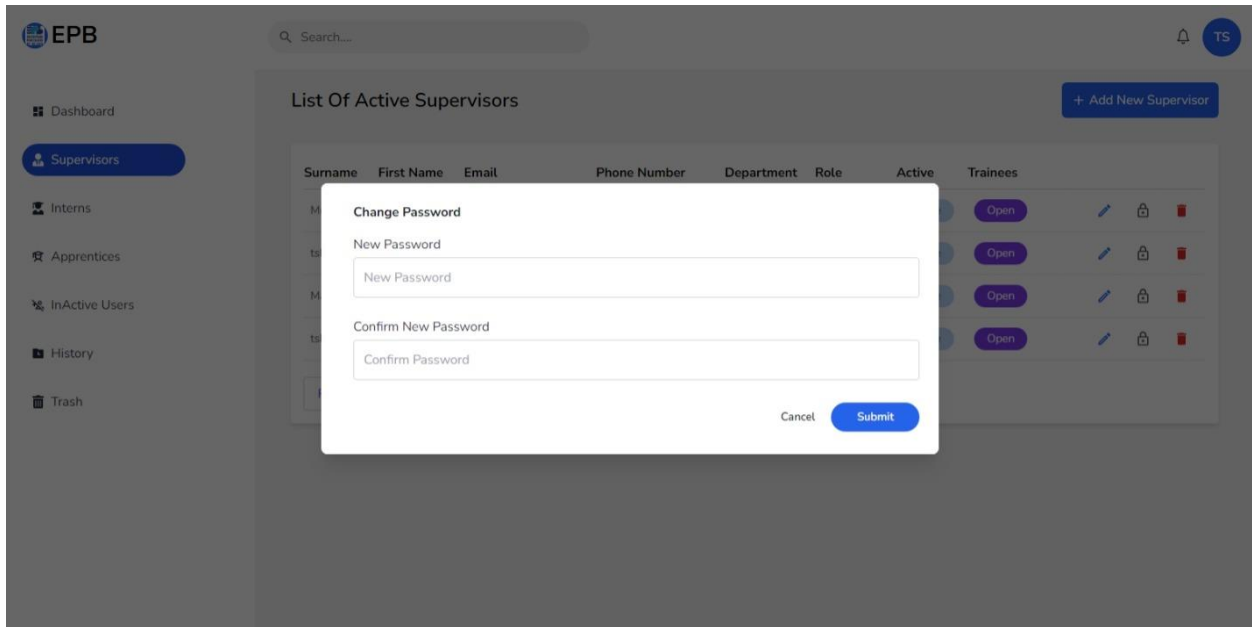 EPB
Search....
TS
Dashboard
Supervisors
Interns
Apprentices
InActive Users
History
Trash
List Of Active Supervisors
+ Add New Supervisor
Surname First Name Email Phone Number Department Role Active Trainees
Open
Open
Open
Open
Change Password
New Password
New Password
Confirm New Password
Confirm Password
Cancel
Submit